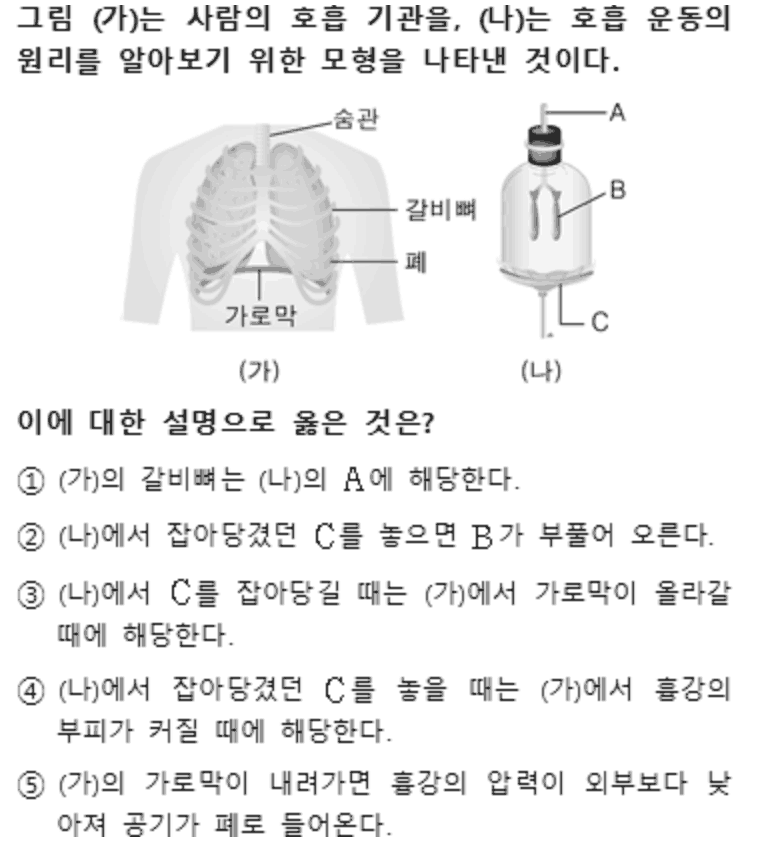 그림 (가)는 사람의 호흡 기관을, (나)는 호흡 운동의
원리를 알아보기 위한 모형을 나타낸 것이다.
숨관
갈비뼈
폐
가로막
(가)
A
B
C
(나)
이에 대한 설명으로 옳은 것은?
① (가)의 갈비뼈는 (나)의 A에 해당한다.
② (나)에서 잡아당겼던 C를 놓으면 B가 부풀어 오른다.
③ (나)에서 C를 잡아당길 때는 (가)에서 가로막이 올라갈
때에 해당한다.
④ (나)에서 잡아당겼던 C를 놓을 때는 (가)에서 흉강의
부피가 커질 때에 해당한다.
⑤ (가)의 가로막이 내려가면 흉강의 압력이 외부보다 낮
아져 공기가 폐로 들어온다.